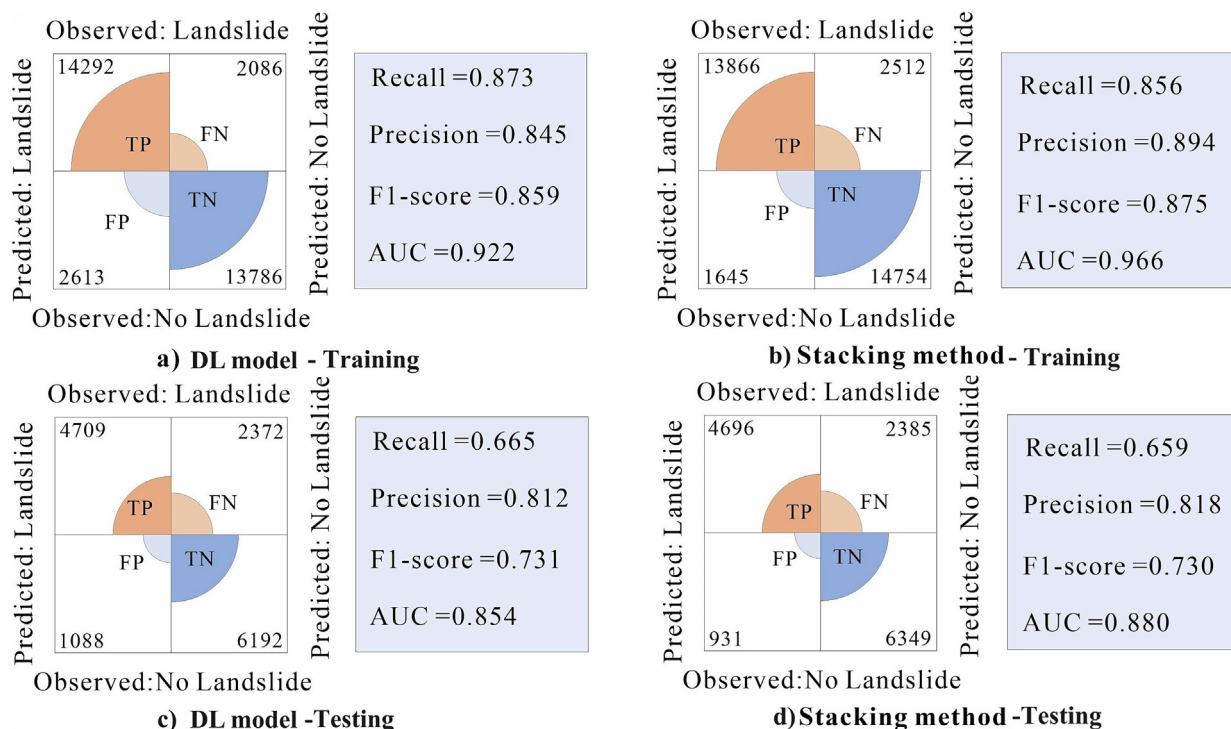 Observed: Landslide
14292 2086
TP FN
FP TN
2613 13786
Predicted: Landslide
Predicted: No Landslide
Observed:No Landslide
Recall =0.873
Precision =0.845
F1-score =0.859
AUC =0.922
a) DL model - Training
Observed: Landslide
13866 2512
TP FN
FP TN
1645 14754
Predicted: Landslide
Predicted: No Landslide
Observed:No Landslide
Recall =0.856
Precision =0.894
F1-score =0.875
AUC =0.966
b) Stacking method - Training
Observed: Landslide
4709 2372
TP FN
FP TN
1088 6192
Predicted: Landslide
Predicted: No Landslide
Observed:No Landslide
Recall =0.665
Precision =0.812
F1-score =0.731
AUC =0.854
c) DL model -Testing
Observed: Landslide
4696 2385
TP FN
FP TN
931 6349
Predicted: Landslide
Predicted: No Landslide
Observed:No Landslide
Recall =0.659
Precision =0.818
F1-score =0.730
AUC =0.880
d)Stacking method -Testing